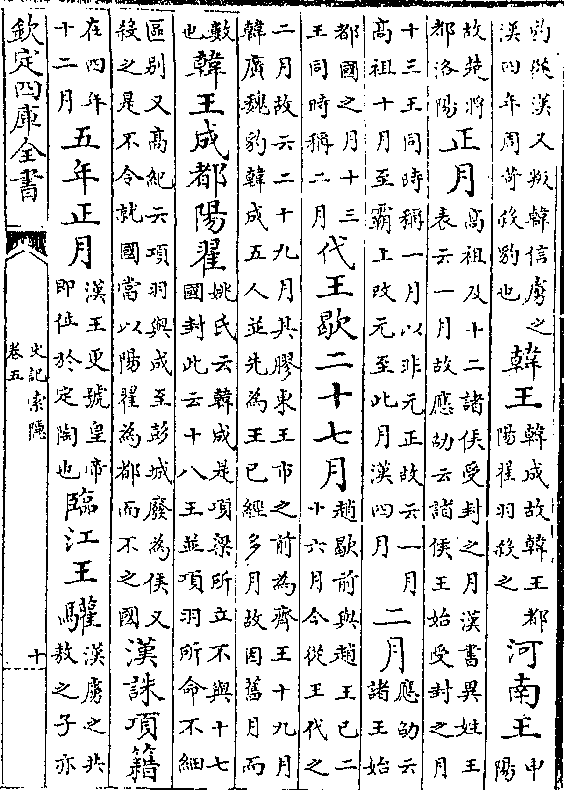 豹從漢又叛韓信虜之
漢四年周苛殺豹也
韓王
韓成故韓王都
陽翟羽殺之
河南王
申
陽
故楚將
都洛陽
正月
高祖及十二諸侯受封之月漢書異姓王
表云一月故應劭云諸侯王始受封之月
十三王同時稱一月以非元正故云一月
高祖十月至霸上改元至此月漢四月
二月
應劭云
諸王始
都國之月十三
王同時稱二月
代王歇二十七月
趙歇前與趙王已二
十六月今從王代之
二月故云二十九月其膠東王市之前為齊王十九月
韓廣魏豹韓成五人並先為王已經多月故因舊月而
數
也
韓王成都陽翟
姚氏云韓成是項梁所立不與十七
國封此云十八王並項羽所命不細
區别又高紀云項羽與成至彭城廢為侯又
殺之是不令就國當以陽翟為都而不之國
漢誅項籍
在四年
十二月
五年正月
漢王更號皇帝
即位於定陶也
臨江王驩
漢虜之共
敖之子亦
欽定四庫全書
史記索隱
卷五
十